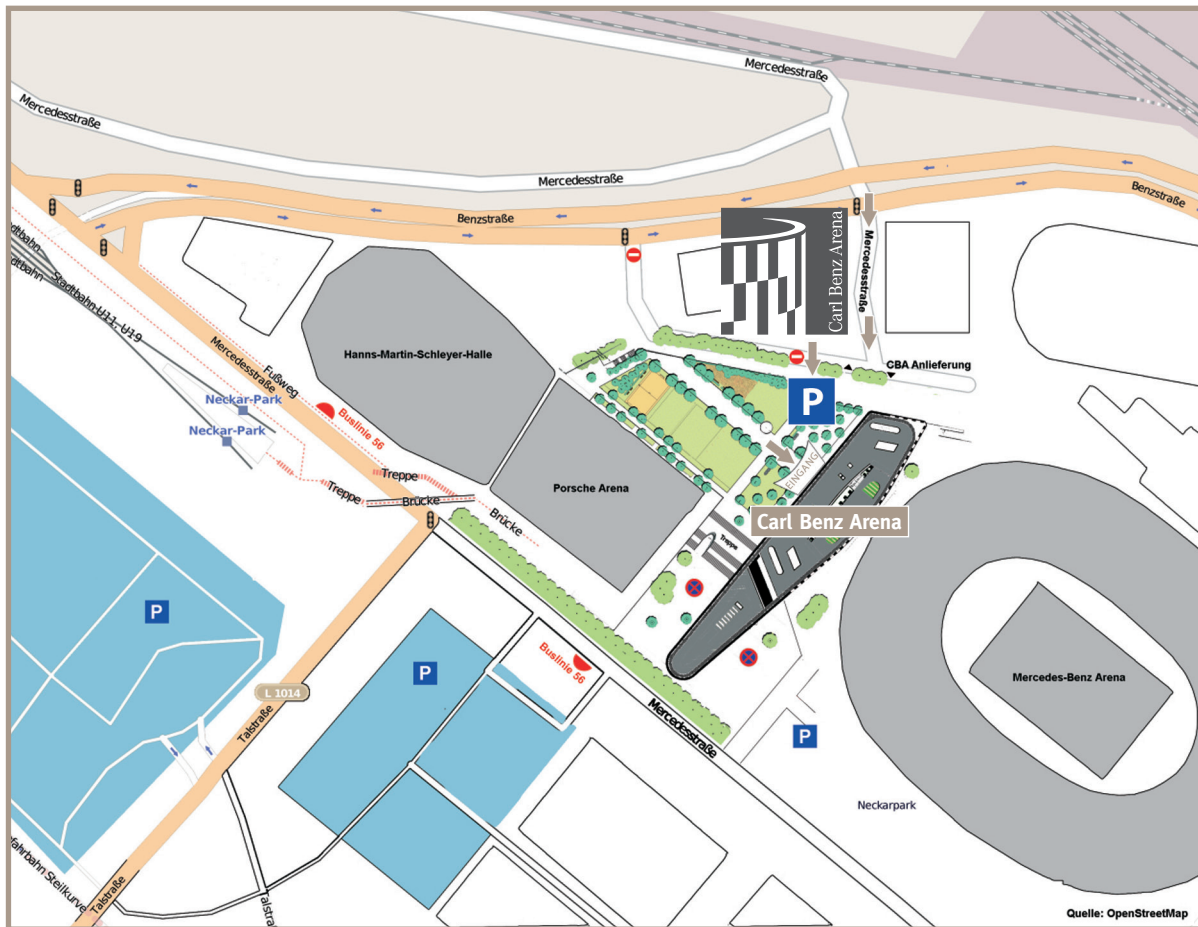 Mercedesstraße
Mercedesstraße
Mercedesstraße
Benzstraße
Benzstraße
Carl Benz Arena
Mercedesstraße
Stadtbahn U11, U19
Mercedesstraße
Fußweg
Hanns-Martin-Schleyer-Halle
CBA Anlieferung
P
Neckar-Park
Neckar-Park
Buslinie 56
Treppe
Treppe
Brücke
Brücke
Porsche Arena
EINGANG
Carl Benz Arena
Treppe
P
Buslinie 56
P
Mercedes-Benz Arena
L 1014
Talstraße
Mercedesstraße
P
Neckarpark
Talstraße
Quelle: OpenStreetMap